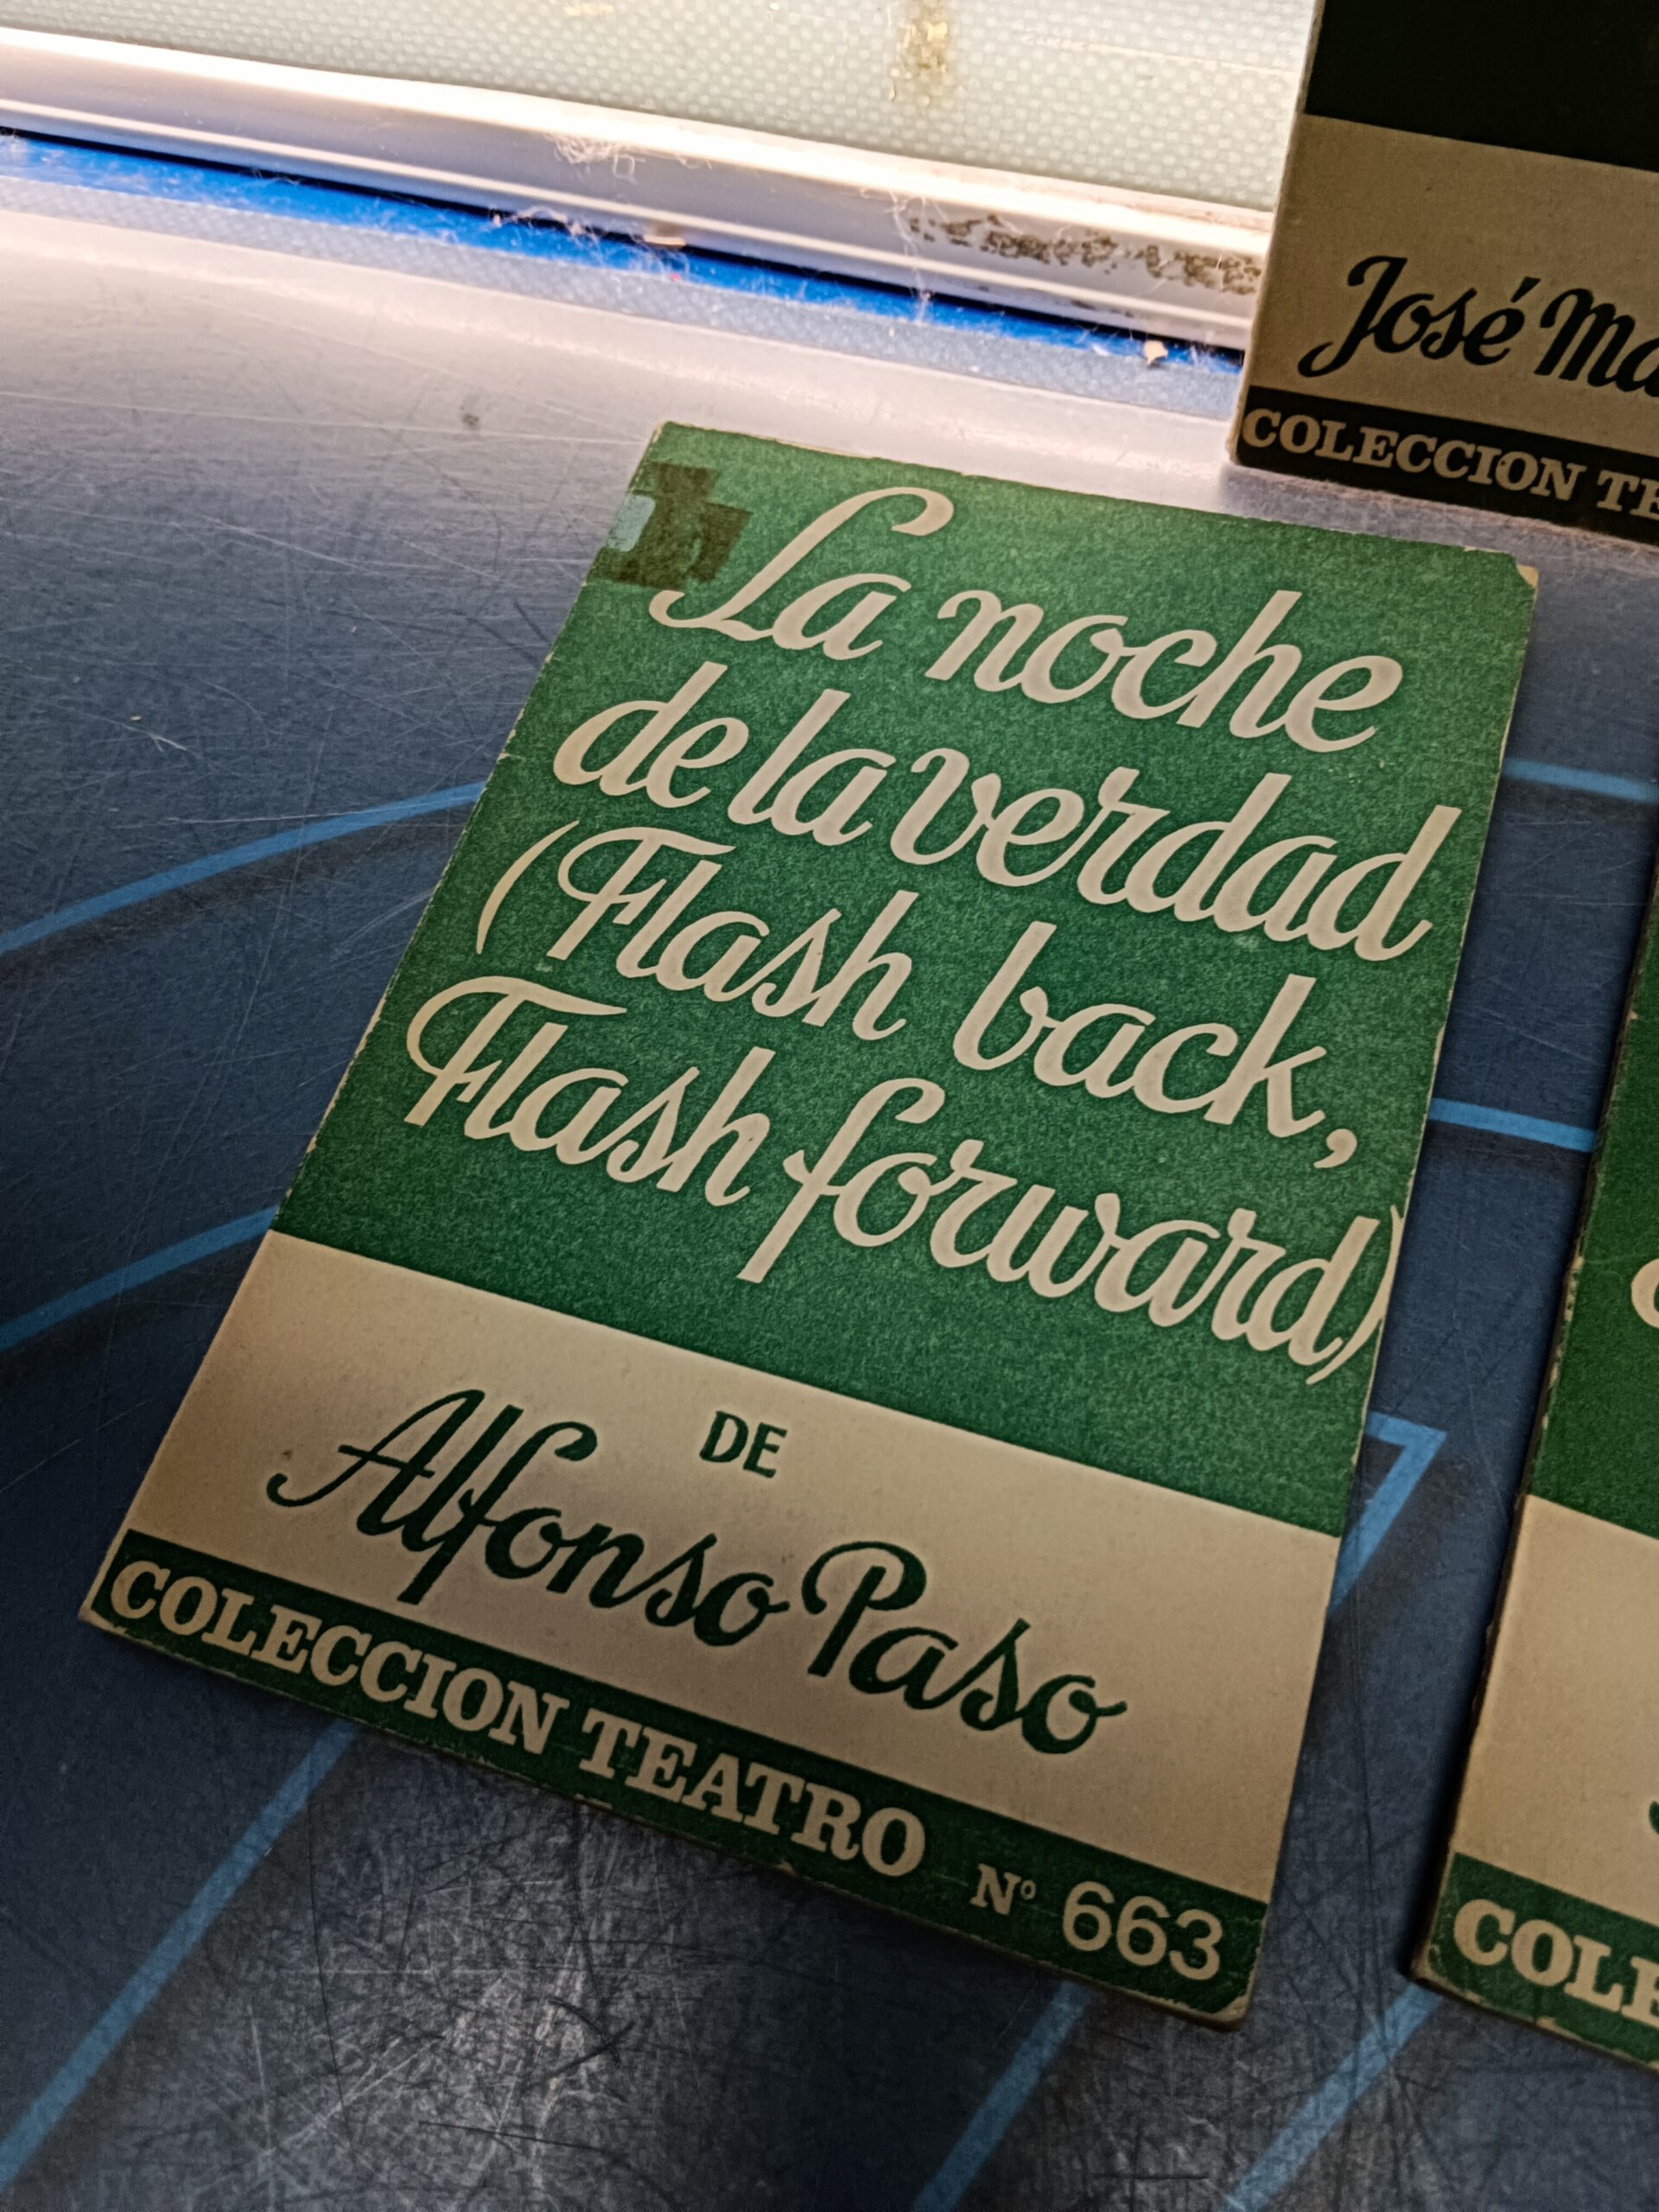 José Ma
COLECCION TE
La noche
de la verdad
(Flash back,
Flash forward)
DE
Alfonso Paso
COLECCION TEATRO Nº 663
COLE